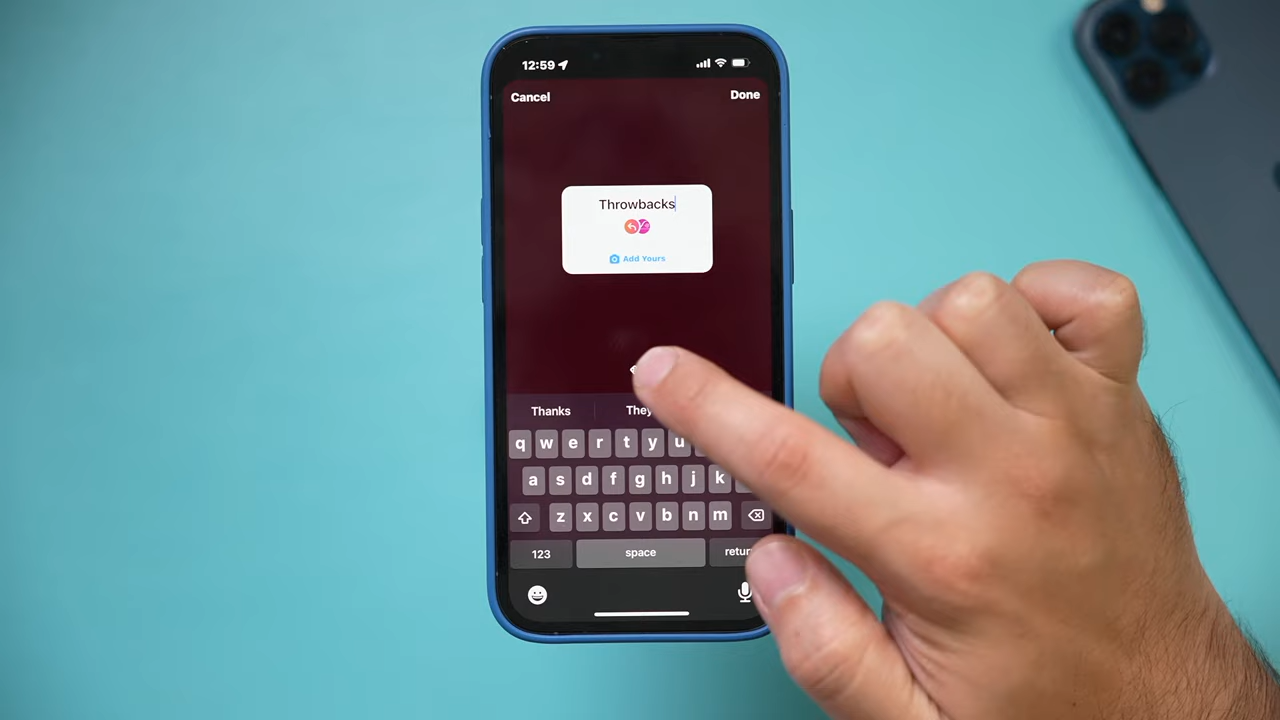 12:59
Cancel
Done
Throwbacks
Add Yours
Thanks
q w e r t y u
a s d f g h j k
z x c v b n m
123
space